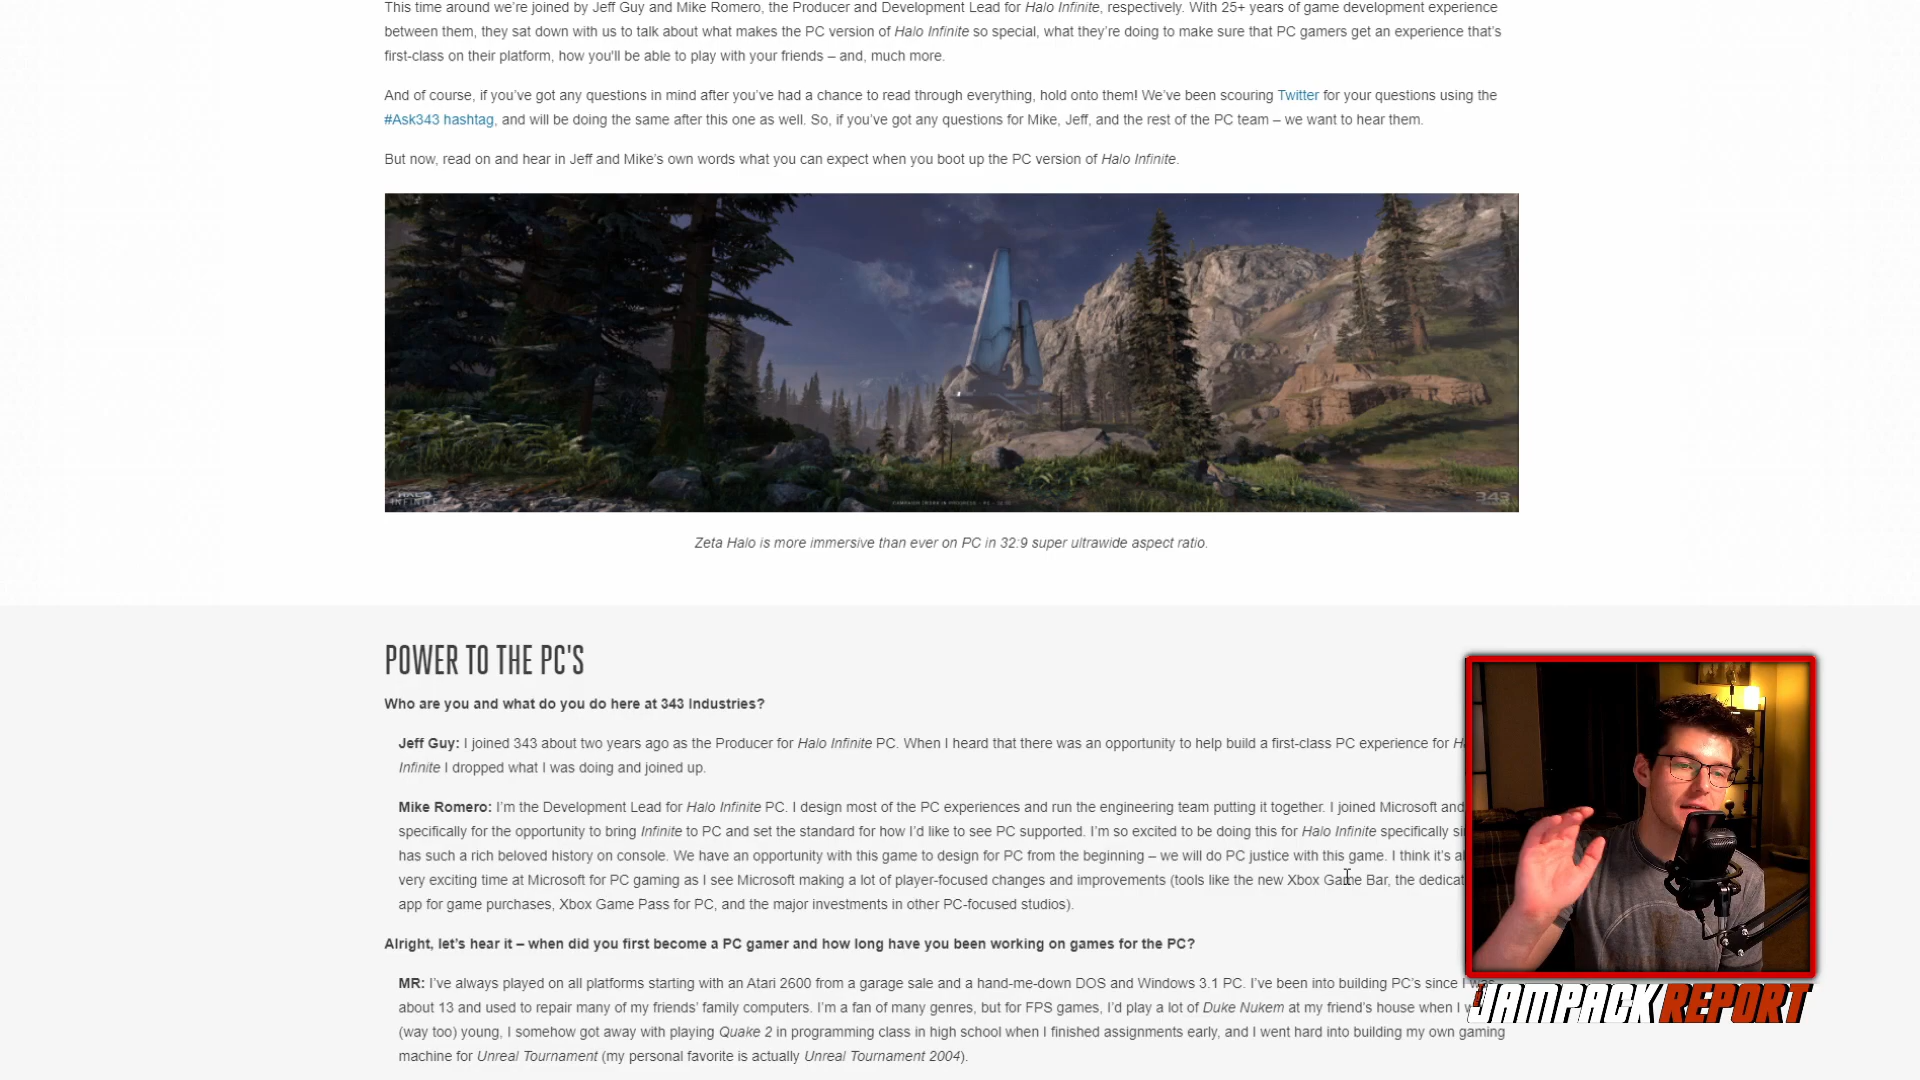 This time around we're joined by Jeff Guy and Mike Romero, the Producer and Development Lead for Halo Infinite, respectively. With 25+ years of game development experience
between them, they sat down with us to talk about what makes the PC version of Halo Infinite so special, what they're doing to make sure that PC gamers get an experience that's
first-class on their platform, how you'll be able to play with your friends – and, much more.
And of course, if you've got any questions in mind after you've had a chance to read through everything, hold onto them! We've been scouring Twitter for your questions using the
#Ask343 hashtag, and will be doing the same after this one as well. So, if you've got any questions for Mike, Jeff, and the rest of the PC team – we want to hear them.
But now, read on and hear in Jeff and Mike's own words what you can expect when you boot up the PC version of Halo Infinite.
HALO
INFINITE
343
Zeta Halo is more immersive than ever on PC in 32:9 super ultrawide aspect ratio.
POWER TO THE PC'S
Who are you and what do you do here at 343 Industries?
Jeff Guy: I joined 343 about two years ago as the Producer for Halo Infinite PC. When I heard that there was an opportunity to help build a first-class PC experience for
Infinite I dropped what I was doing and joined up.
Mike Romero: I'm the Development Lead for Halo Infinite PC. I design most of the PC experiences and run the engineering team putting it together. I joined Microsoft and
specifically for the opportunity to bring Infinite to PC and set the standard for how I'd like to see PC supported. I'm so excited to be doing this for Halo Infinite specifically
has such a rich beloved history on console. We have an opportunity with this game to design for PC from the beginning – we will do PC justice with this game. I think it's
very exciting time at Microsoft for PC gaming as I see Microsoft making a lot of player-focused changes and improvements (tools like the new Xbox Game Bar, the
app for game purchases, Xbox Game Pass for PC, and the major investments in other PC-focused studios).
Alright, let's hear it – when did you first become a PC gamer and how long have you been working on games for the PC?
MR: I've always played on all platforms starting with an Atari 2600 from a garage sale and a hand-me-down DOS and Windows 3.1 PC. I've been into building PC's since I was
about 13 and used to repair many of my friends' family computers. I'm a fan of many genres, but for FPS games, I'd play a lot of Duke Nukem at my friend's house when I
(way too) young, I somehow got away with playing Quake 2 in programming class in high school when I finished assignments early, and I went hard into building my own gaming
machine for Unreal Tournament (my personal favorite is actually Unreal Tournament 2004).
JAMPACK REPORT